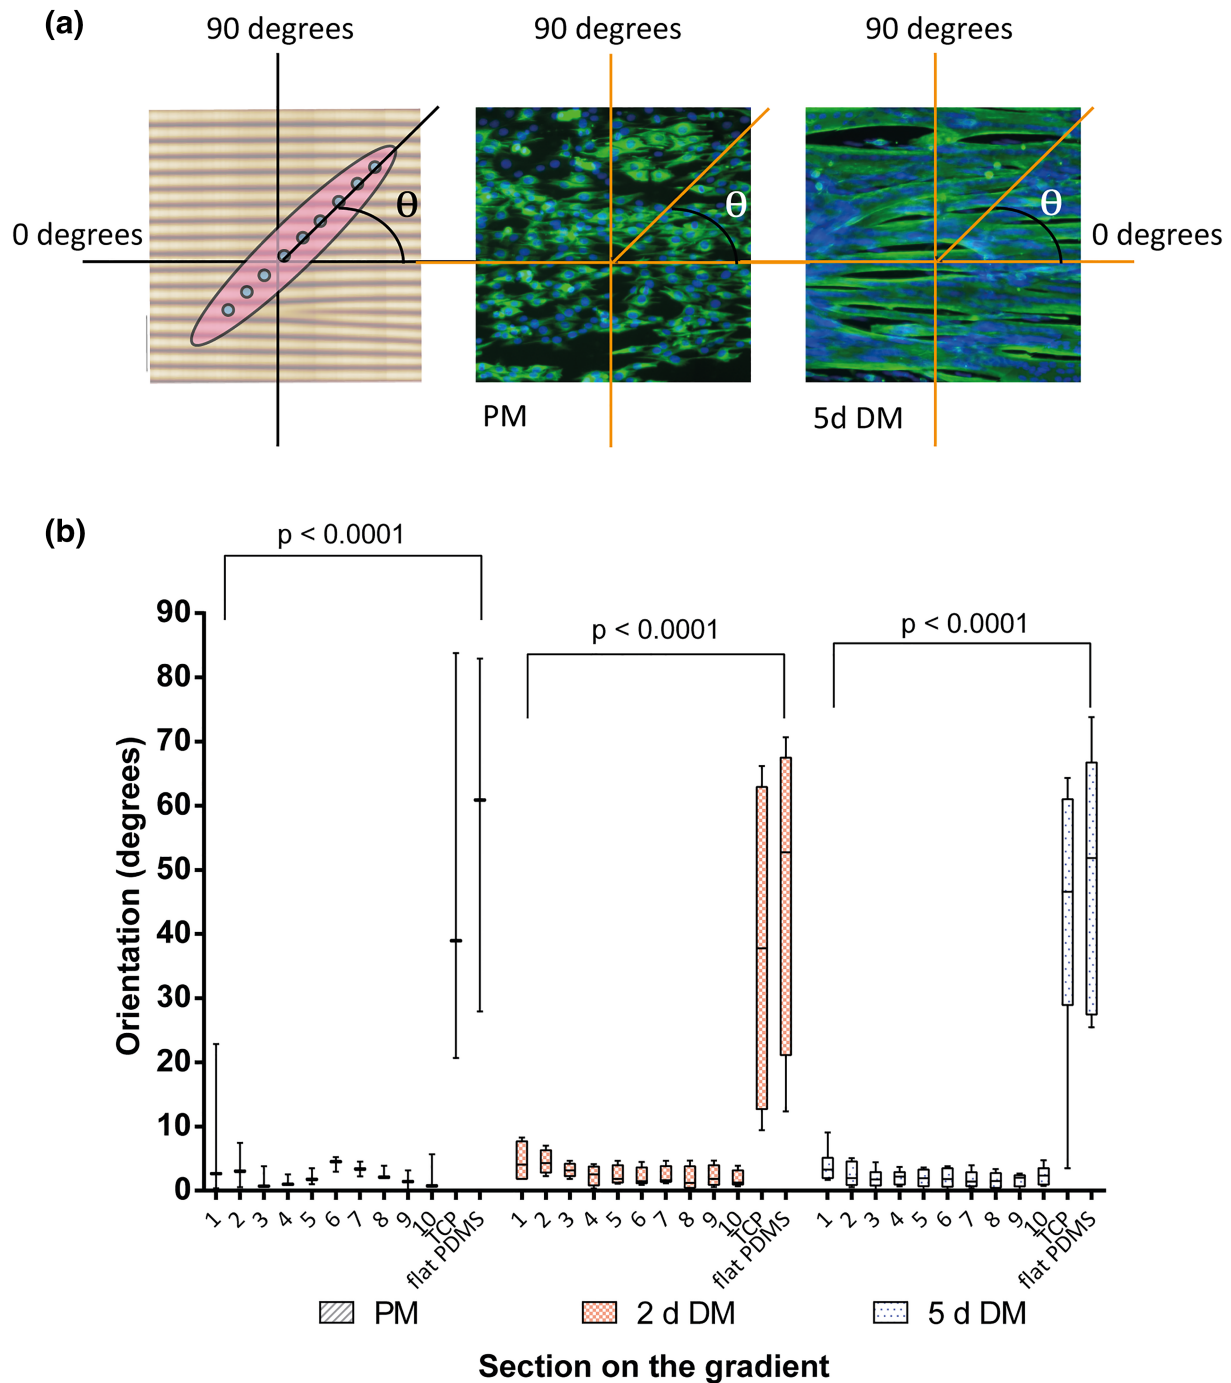 (a)
90 degrees 90 degrees 90 degrees
θ θ θ
0 degrees 0 degrees
PM 5d DM
(b)
p < 0.0001
p < 0.0001 p < 0.0001
90
80
70
60
50
40
30
20
10
0
Orientation (degrees)
1 2 3 4 5 6 7 8 9 10 TCP flat PDMS 1 2 3 4 5 6 7 8 9 10 TCP flat PDMS 1 2 3 4 5 6 7 8 9 10 TCP flat PDMS
PM 2 d DM 5 d DM
Section on the gradient